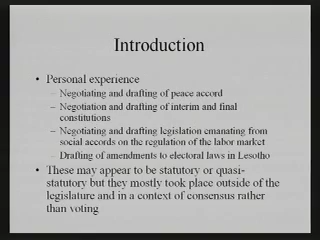 Introduction
• Personal experience
– Negotiating and drafting of peace accord
– Negotiation and drafting of interim and final
constitutions
– Negotiating and drafting legislation emanating from
social accords on the regulation of the labor market
– Drafting of amendments to electoral laws in Lesotho
• These may appear to be statutory or quasi-
statutory but they mostly took place outside of the
legislature and in a context of consensus rather
than voting